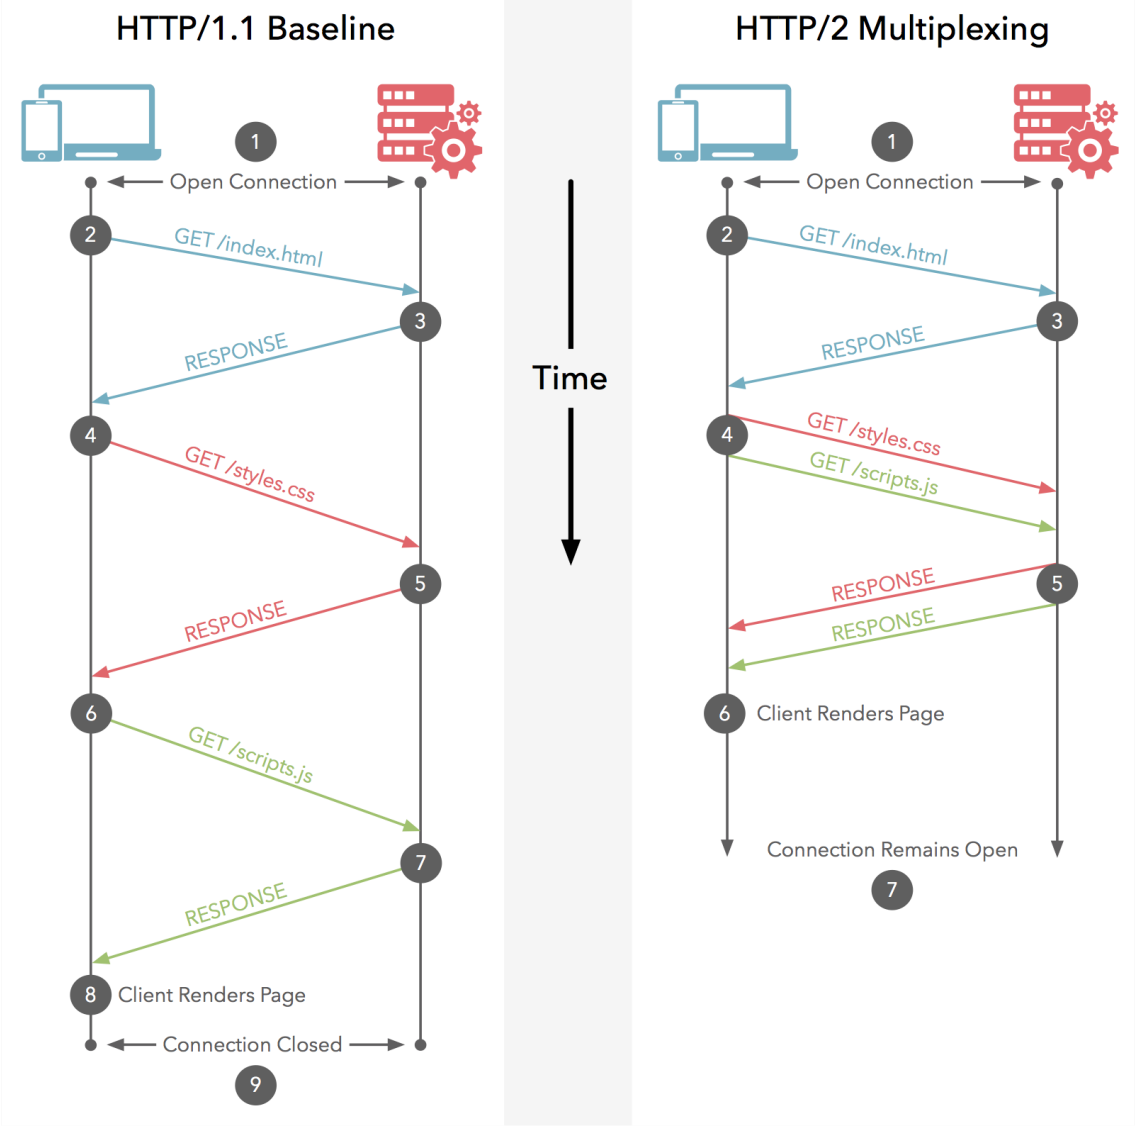 HTTP/1.1 Baseline
1
Open Connection
2
GET /index.html
3
RESPONSE
4
GET /styles.css
5
RESPONSE
6
GET /scripts.js
7
RESPONSE
8
Client Renders Page
Connection Closed
9
Time
HTTP/2 Multiplexing
1
Open Connection
2
GET /index.html
3
RESPONSE
4
GET /styles.css
GET /scripts.js
5
RESPONSE
RESPONSE
6
Client Renders Page
Connection Remains Open
7